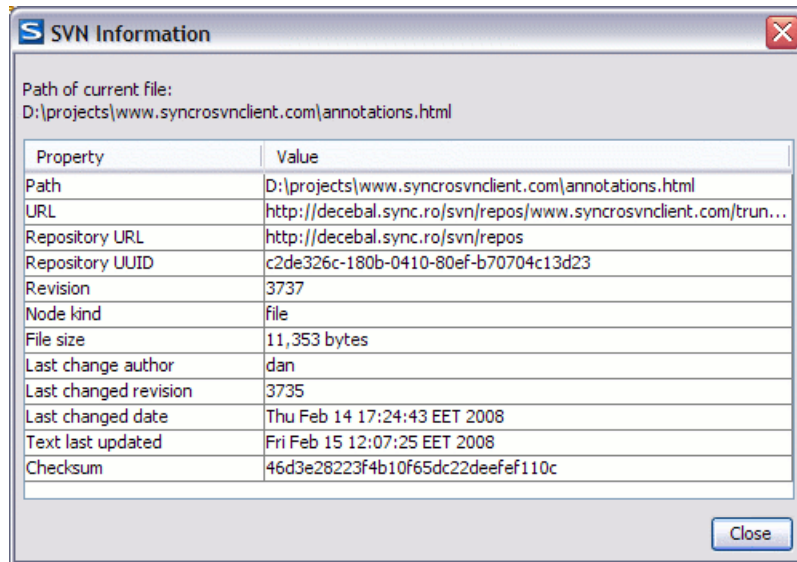 SVN Information
Path of current file:
D:\projects\www.syncrosvnclient.com\annotations.html
Property Value
Path D:\projects\www.syncrosvnclient.com\annotations.html
URL http://decebal.sync.ro/svn/repos/www.syncrosvnclient.com/trun...
Repository URL http://decebal.sync.ro/svn/repos
Repository UUID c2de326c-180b-0410-80ef-b70704c13d23
Revision 3737
Node kind file
File size 11,353 bytes
Last change author dan
Last changed revision 3735
Last changed date Thu Feb 14 17:24:43 EET 2008
Text last updated Fri Feb 15 12:07:25 EET 2008
Checksum 46d3e28223f4b10f65dc22deefef110c
Close